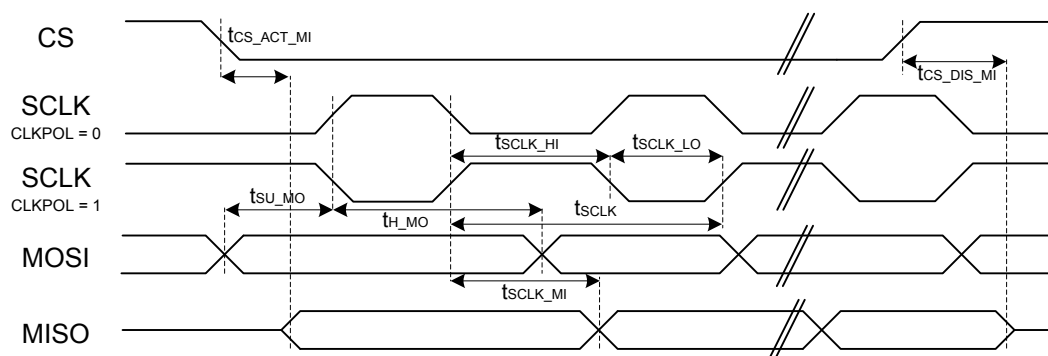 CS
tCS_ACT_MI
tCS_DIS_MI
SCLK
CLKPOL = 0
tSCLK_HI
tSCLK_LO
SCLK
CLKPOL = 1
tSU_MO
tH_MO
tSCLK
MOSI
tSCLK_MI
MISO